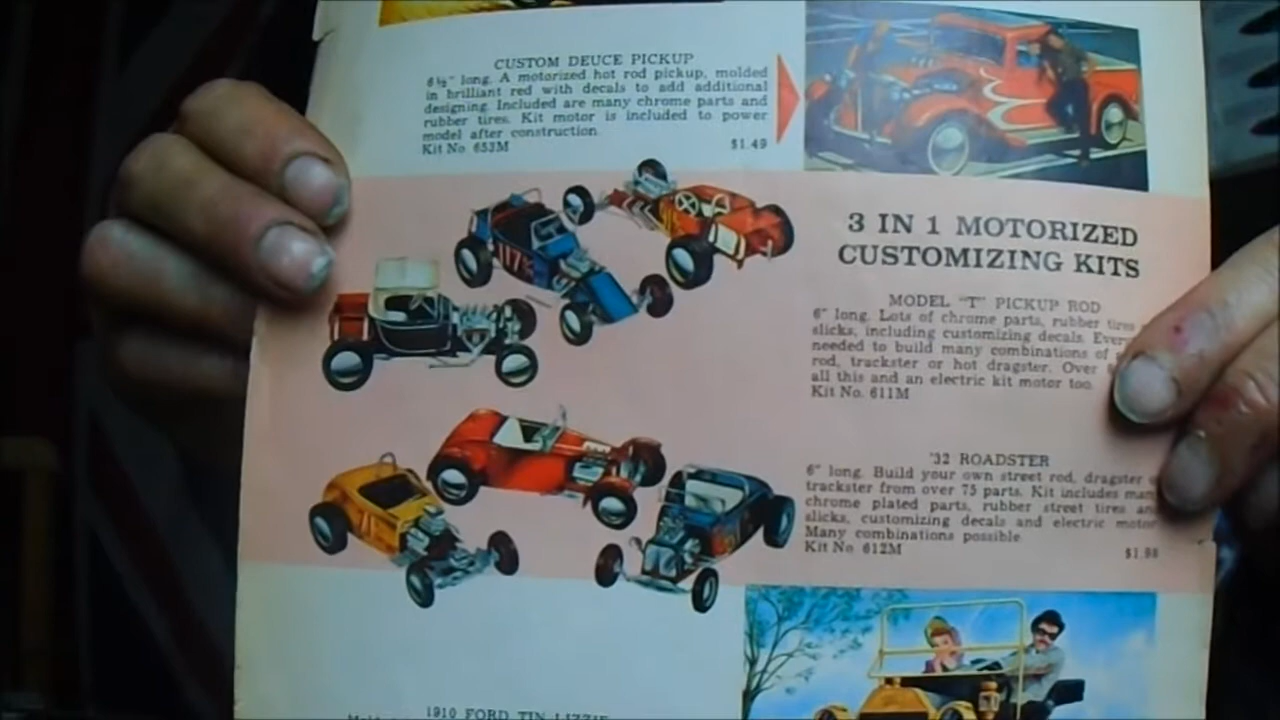 CUSTOM DEUCE PICKUP
6½" long. A motorized hot rod pickup, molded
in brilliant red with decals to add additional
designing. Included are many chrome parts and
rubber tires. Kit motor is included to power
model after construction.
Kit No. 653M $1.49
3 IN 1 MOTORIZED
CUSTOMIZING KITS
MODEL "T" PICKUP ROD
6" long. Lots of chrome parts, rubber tires
slicks, including customizing decals.
needed to build many combinations of
rod, trackster or hot dragster. Over
all this and an electric kit motor too.
Kit No. 611M
'32 ROADSTER
6" long. Build your own street rod, dragster
trackster from over 75 parts. Kit includes
chrome plated parts, rubber street tires
slicks, customizing decals and electric
Many combinations possible.
Kit No. 612M $1.98
1910 FORD TIN LIZZIE